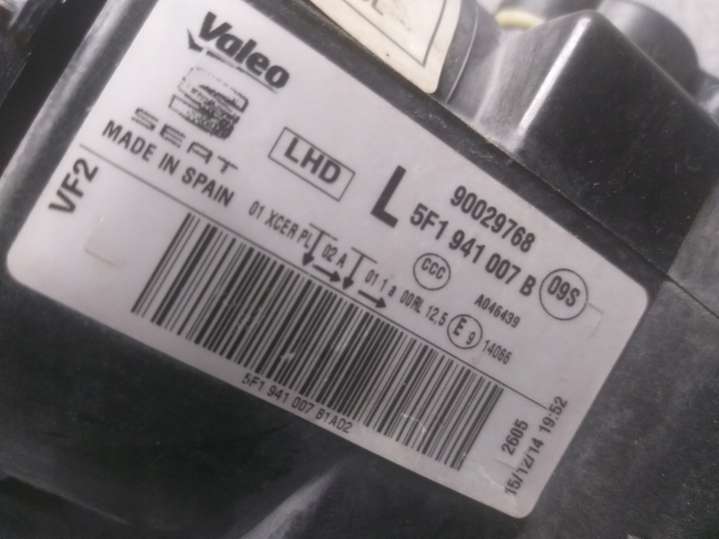 Valeo
SEAT
MADE IN SPAIN
VF2
LHD
L
90029768
5F1 941 007 B
09S
01 XCER PL 02 A 01 1a 00RL 12,5
CCC
A046439
E 9
14066
5F1 941 007 B1A02
2605
15/12/14 19:52